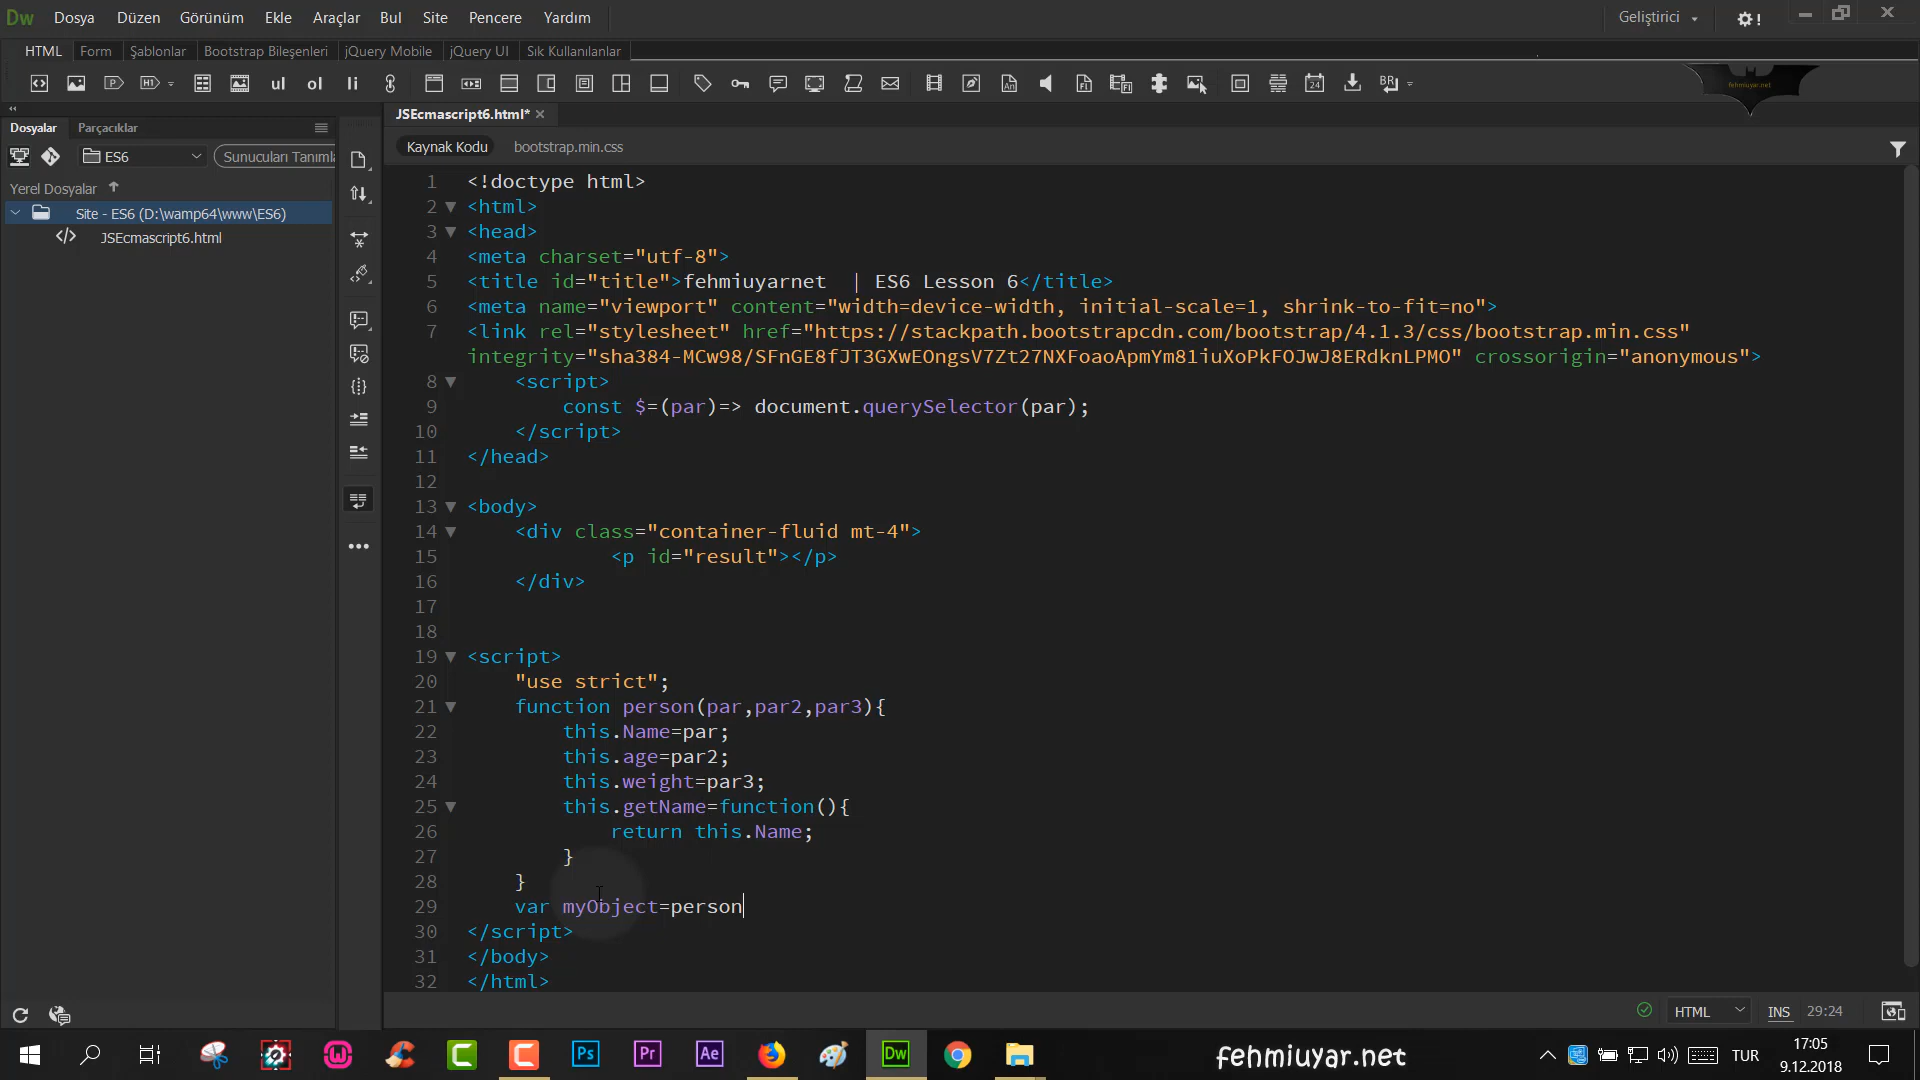 Dw Dosya Düzen Görünüm Ekle Araçlar Bul Site Pencere Yardım Geliştirici
HTML Form Şablonlar Bootstrap Bileşenleri jQuery Mobile jQuery UI Sık Kullanılanlar
ul ol li
fehmiuyar.net
Dosyalar Parçacıklar
ES6 Sunucuları Tanımla
Yerel Dosyalar
Site - ES6 (D:\wamp64\www\ES6)
JSEcmascript6.html
JSEcmascript6.html*
Kaynak Kodu bootstrap.min.css
1 <!doctype html>
2 <html>
3 <head>
4 <meta charset="utf-8">
5 <title id="title">fehmiuyarnet  | ES6 Lesson 6</title>
6 <meta name="viewport" content="width=device-width, initial-scale=1, shrink-to-fit=no">
7 <link rel="stylesheet" href="https://stackpath.bootstrapcdn.com/bootstrap/4.1.3/css/bootstrap.min.css"
integrity="sha384-MCw98/SFnGE8fJT3GXwEOngsV7Zt27NXFoaoApmYm81iuXoPkFOJwJ8ERdknLPMO" crossorigin="anonymous">
8 <script>
9 const $=(par)=> document.querySelector(par);
10 </script>
11 </head>
12
13 <body>
14 <div class="container-fluid mt-4">
15 <p id="result"></p>
16 </div>
17
18
19 <script>
20 "use strict";
21 function person(par,par2,par3){
22 this.Name=par;
23 this.age=par2;
24 this.weight=par3;
25 this.getName=function(){
26 return this.Name;
27 }
28 }
29 var myObject=person
30 </script>
31 </body>
32 </html>
HTML INS 29:24
Ps Pr Ae Dw
fehmiuyar.net
TUR
17:05
9.12.2018